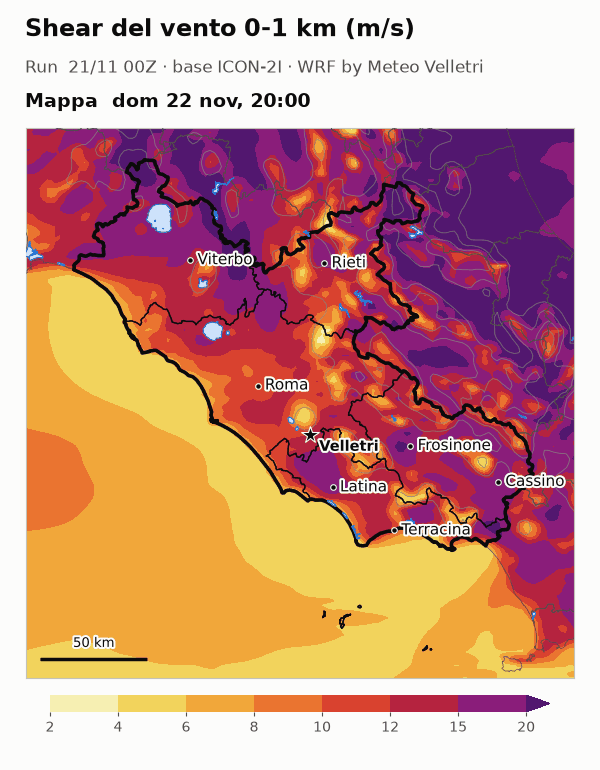 Shear del vento 0-1 km (m/s)
Run  21/11 00Z · base ICON-2I · WRF by Meteo Velletri
Mappa  dom 22 nov, 20:00
Viterbo
Rieti
Roma
Velletri
Frosinone
Latina
Cassino
Terracina
50 km
2 4 6 8 10 12 15 20